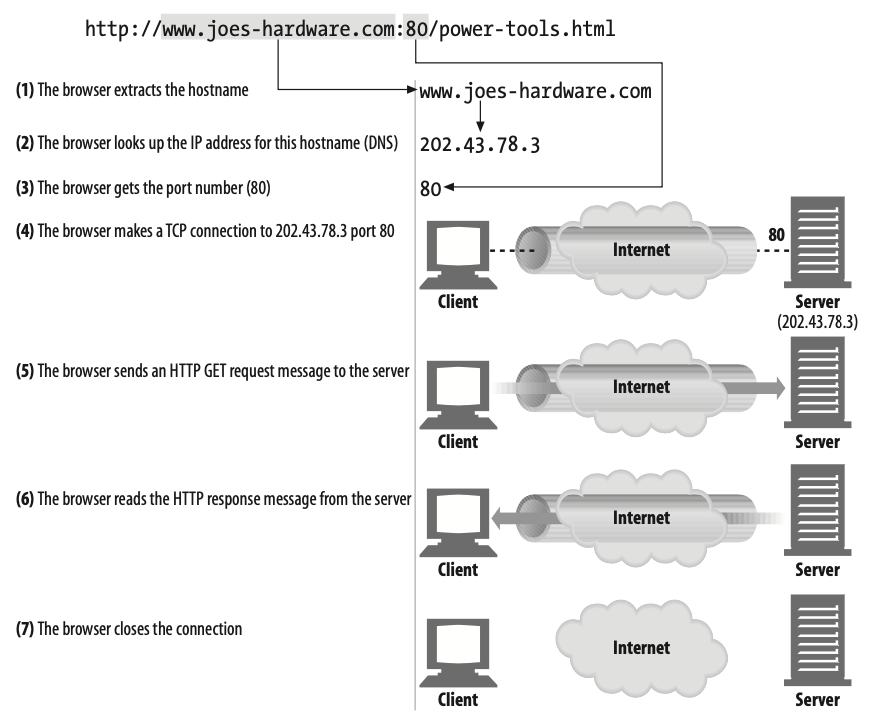 http://www.joes-hardware.com:80/power-tools.html
(1) The browser extracts the hostname
www.joes-hardware.com
(2) The browser looks up the IP address for this hostname (DNS)
202.43.78.3
(3) The browser gets the port number (80)
80
(4) The browser makes a TCP connection to 202.43.78.3 port 80
Internet
80
Client
Server
(202.43.78.3)
(5) The browser sends an HTTP GET request message to the server
Internet
Client
Server
(6) The browser reads the HTTP response message from the server
Internet
Client
Server
(7) The browser closes the connection
Internet
Client
Server